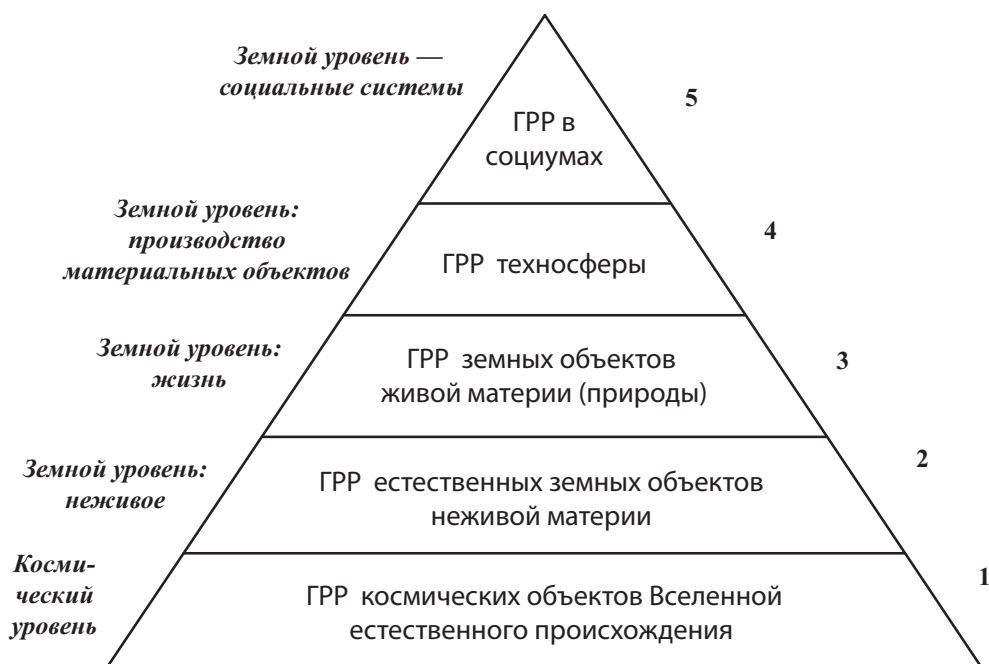 Земной уровень —
социальные системы
5
ГРР в
социумах
Земной уровень:
производство
материальных объектов
4
ГРР техносферы
Земной уровень:
жизнь
3
ГРР земных объектов
живой материи (природы)
Земной уровень:
неживое
2
ГРР естественных земных объектов
неживой материи
Косми-
ческий
уровень
1
ГРР космических объектов Вселенной
естественного происхождения